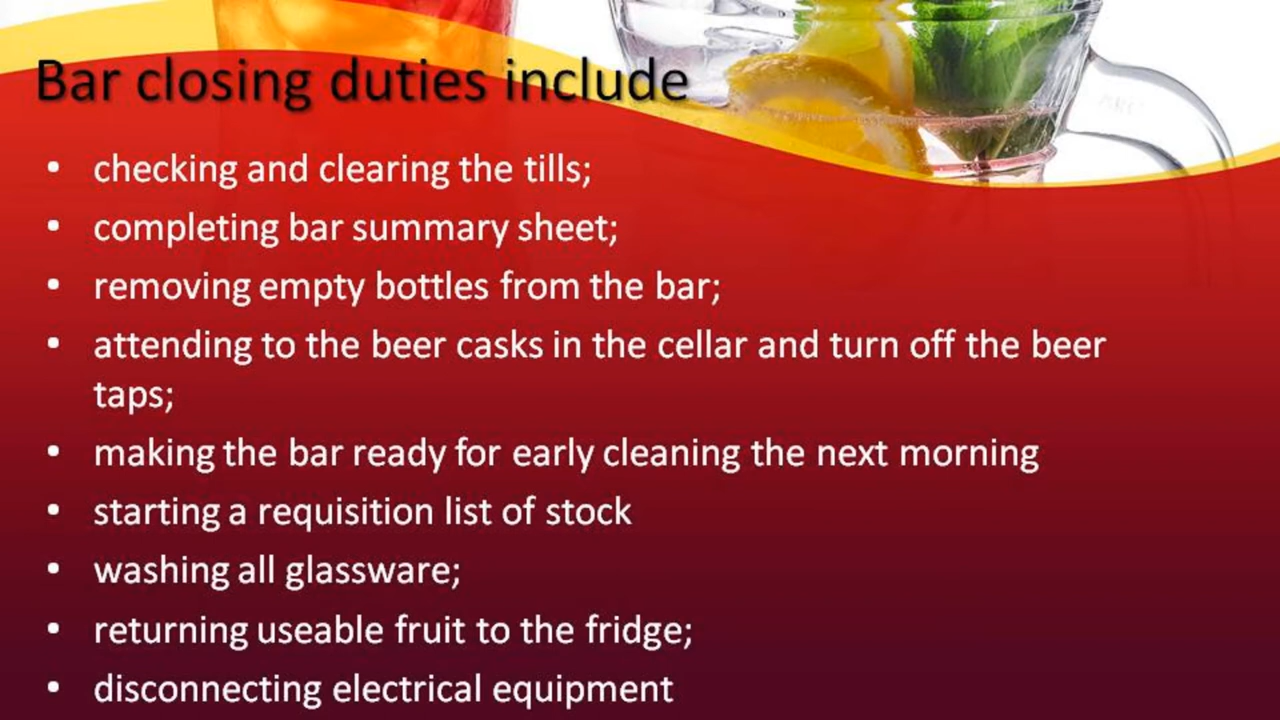 Bar closing duties include
• checking and clearing the tills;
• completing bar summary sheet;
• removing empty bottles from the bar;
• attending to the beer casks in the cellar and turn off the beer
taps;
• making the bar ready for early cleaning the next morning
• starting a requisition list of stock
• washing all glassware;
• returning useable fruit to the fridge;
• disconnecting electrical equipment